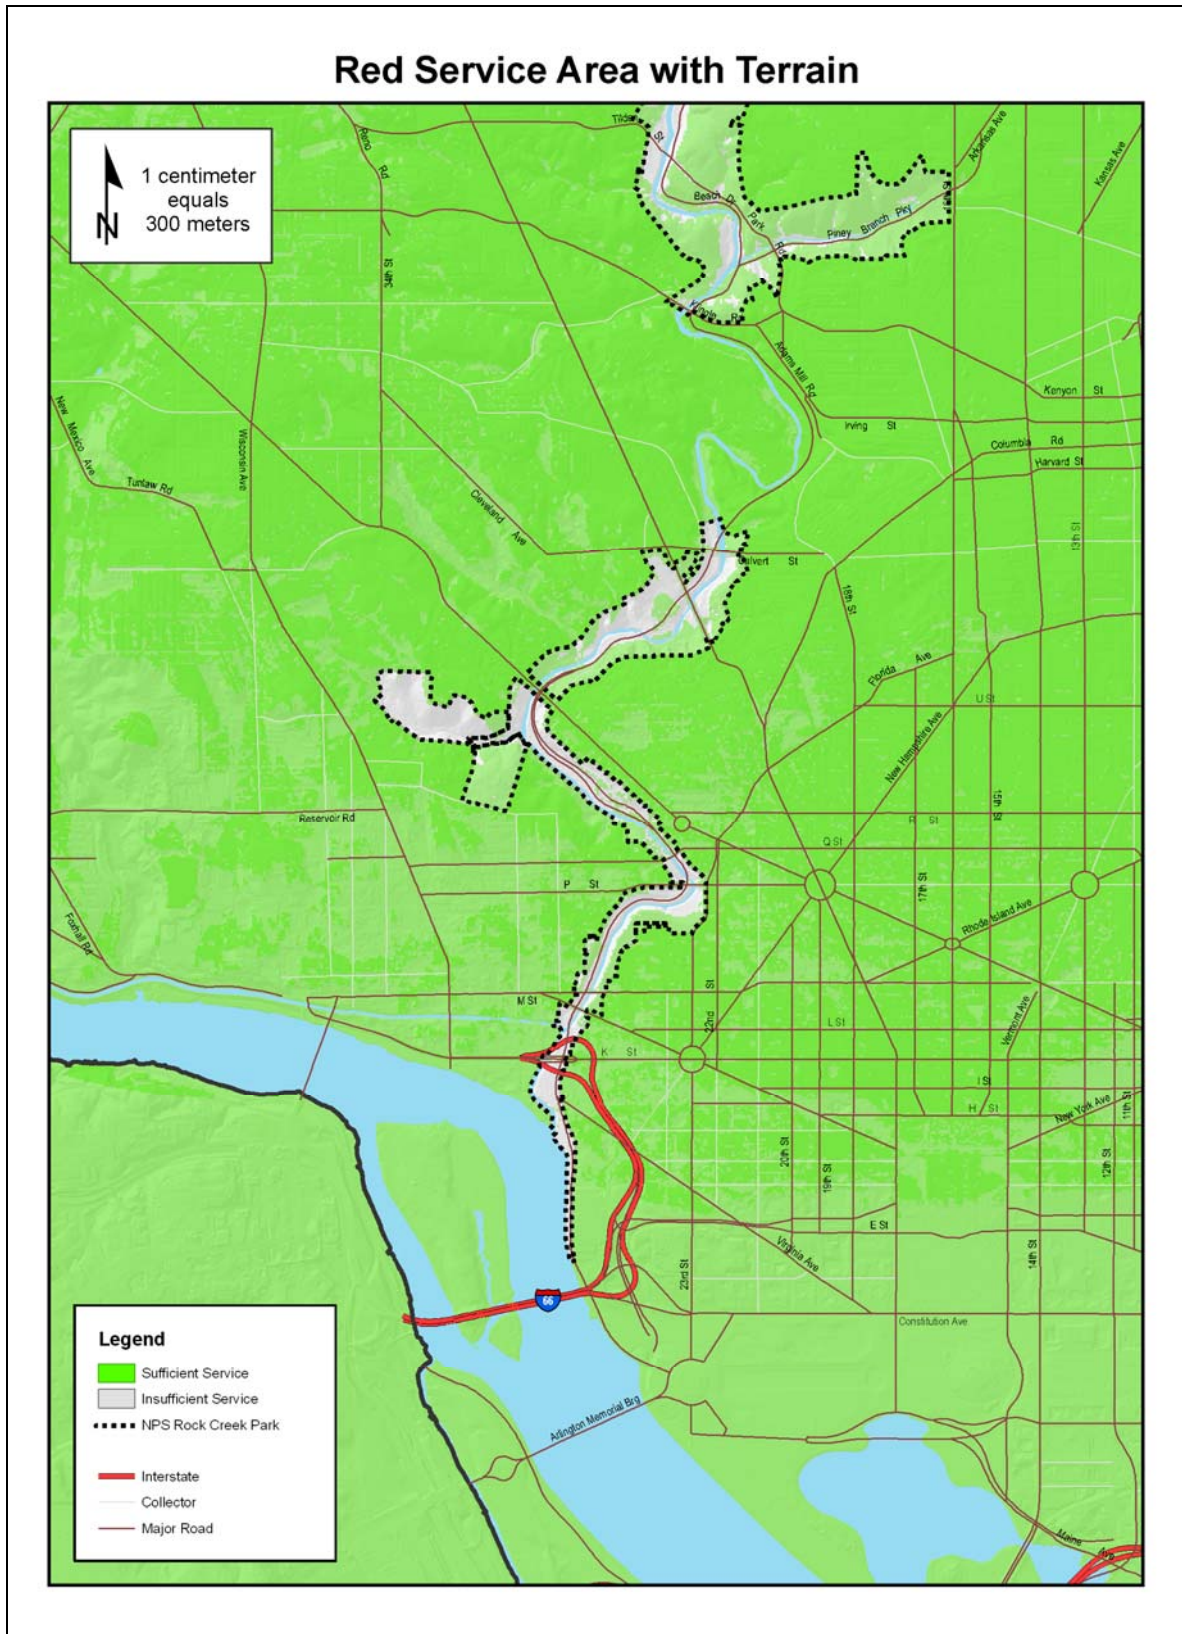 Red Service Area with Terrain
1 centimeter
equals
300 meters
N
Reno Rd
Tilden St
Arkansas Ave
Kansas Ave
Beach Dr
Park Rd
Piney Branch Pky
34th St
Klingle Rd
Adams Mill Rd
Kenyon St
Irving St
Columbia Rd
Harvard St
New Mexico Ave
Wisconsin Ave
Tunlaw Rd
Cleveland Ave
13th St
Calvert St
18th St
Florida Ave
U St
New Hampshire Ave
15th St
Reservoir Rd
R St
Q St
17th St
P St
Rhode Island Ave
Foxhall Rd
M St
22nd St
L St
Vermont Ave
K St
I St
H St
New York Ave
11th St
20th St
19th St
12th St
E St
Virginia Ave
23rd St
14th St
66
Constitution Ave
Arlington Memorial Brg
Maine Ave
Legend
Sufficient Service
Insufficient Service
NPS Rock Creek Park
Interstate
Collector
Major Road